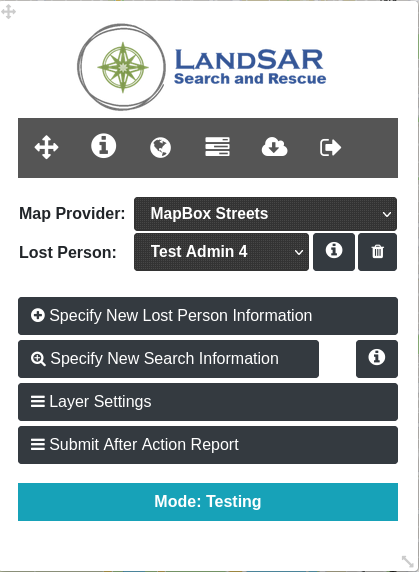 LANDSAR
Search and Rescue
Map Provider: MapBox Streets
Lost Person: Test Admin 4
Specify New Lost Person Information
Specify New Search Information
Layer Settings
Submit After Action Report
Mode: Testing